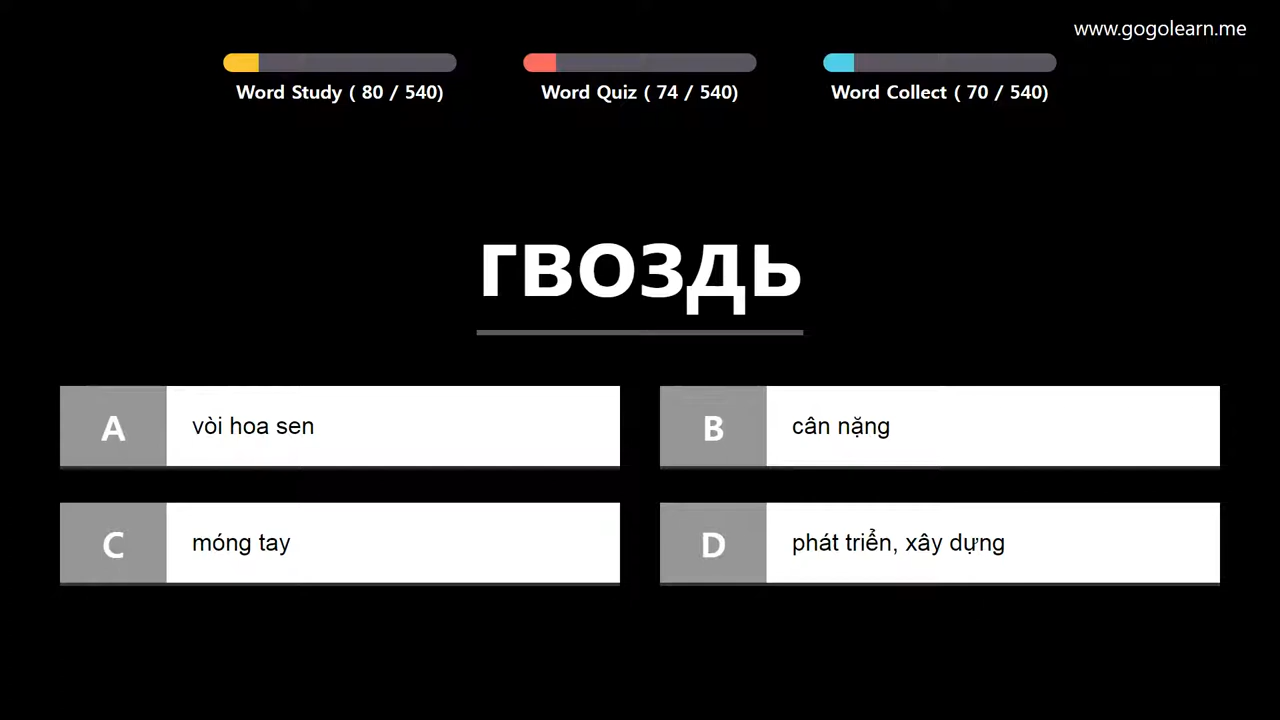 www.gogolearn.me
Word Study ( 80 / 540)
Word Quiz ( 74 / 540)
Word Collect ( 70 / 540)
гвоздь
A
vòi hoa sen
B
cân nặng
C
móng tay
D
phát triển, xây dựng